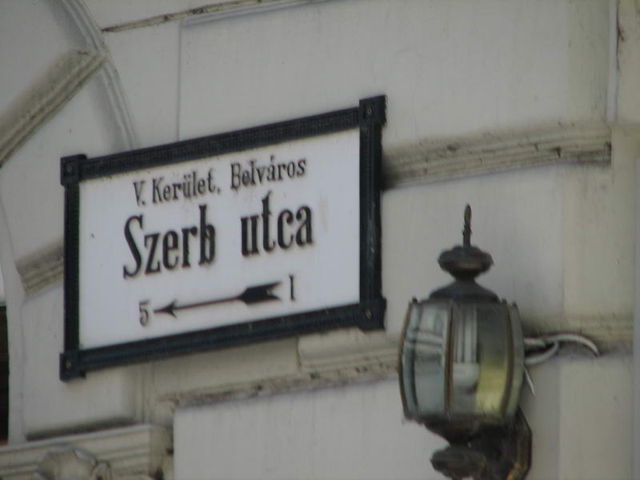 V. Kerület, Belváros
Szerb utca
5 1